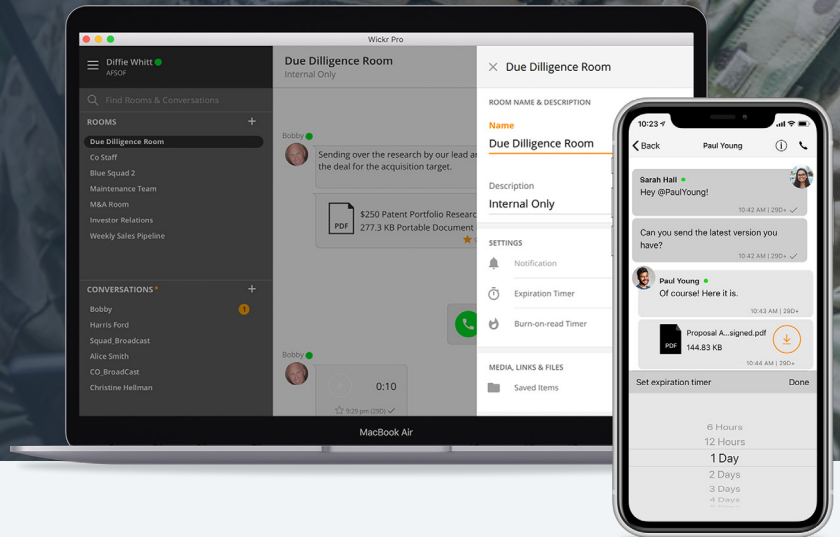 Wickr Pro
Diffie Whitt
AFSOF
Find Rooms & Conversations
ROOMS +
Due Dilligence Room
Co Staff
Blue Squad 2
Maintenance Team
M&A Room
Investor Relations
Weekly Sales Pipeline
CONVERSATIONS* +
Bobby 1
Harris Ford
Squad_Broadcast
Alice Smith
CO_BroadCast
Christine Hellman
Due Dilligence Room
Internal Only
Bobby
Sending over the research by our lead
the deal for the acquisition target.
PDF
$250 Patent Portfolio Researc
277.3 KB Portable Document
Bobby
0:10
9:29 pm (29D)
Due Dilligence Room
ROOM NAME & DESCRIPTION
Name
Due Dilligence Room
Description
Internal Only
SETTINGS
Notification
Expiration Timer
Burn-on-read Timer
MEDIA, LINKS & FILES
Saved Items
MacBook Air
10:23
Back Paul Young
Sarah Hall
Hey @PaulYoung!
10:42 AM | 29D+
Can you send the latest version you
have?
10:42 AM | 29D+
Paul Young
Of course! Here it is.
10:43 AM | 29D+
PDF
Proposal A...signed.pdf
144.83 KB
10:44 AM | 29D+
Set expiration timer Done
6 Hours
12 Hours
1 Day
2 Days
3 Days
4 Days